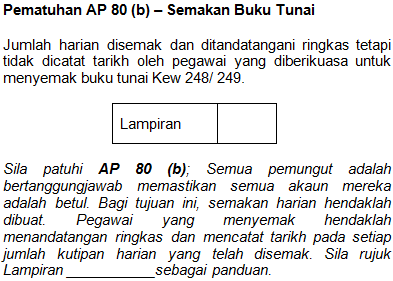 Pematuhan AP 80 (b) – Semakan Buku Tunai
Jumlah harian disemak dan ditandatangani ringkas tetapi
tidak dicatat tarikh oleh pegawai yang diberikuasa untuk
menyemak buku tunai Kew 248/ 249.
Lampiran
Sila patuhi AP 80 (b); Semua pemungut adalah
bertanggungjawab memastikan semua akaun mereka
adalah betul. Bagi tujuan ini, semakan harian hendaklah
dibuat. Pegawai yang menyemak hendaklah
menandatangan ringkas dan mencatat tarikh pada setiap
jumlah kutipan harian yang telah disemak. Sila rujuk
Lampiran ___________sebagai panduan.